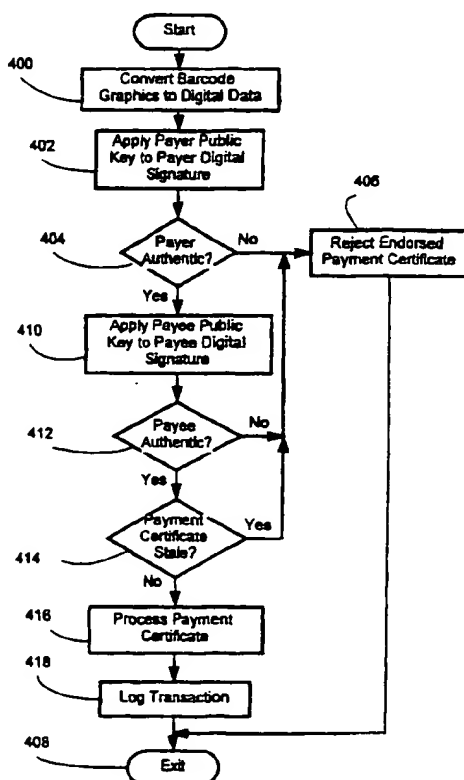 Start
400
Convert Barcode
Graphics to Digital Data
402
Apply Payer Public
Key to Payer Digital
Signature
406
404
Payer
Authentic?
No
Reject Endorsed
Payment Certificate
Yes
410
Apply Payee Public
Key to Payee Digital
Signature
412
Payee
Authentic?
No
Yes
414
Payment
Certificate
Stale?
Yes
No
416
Process Payment
Certificate
418
Log Transaction
408
Exit